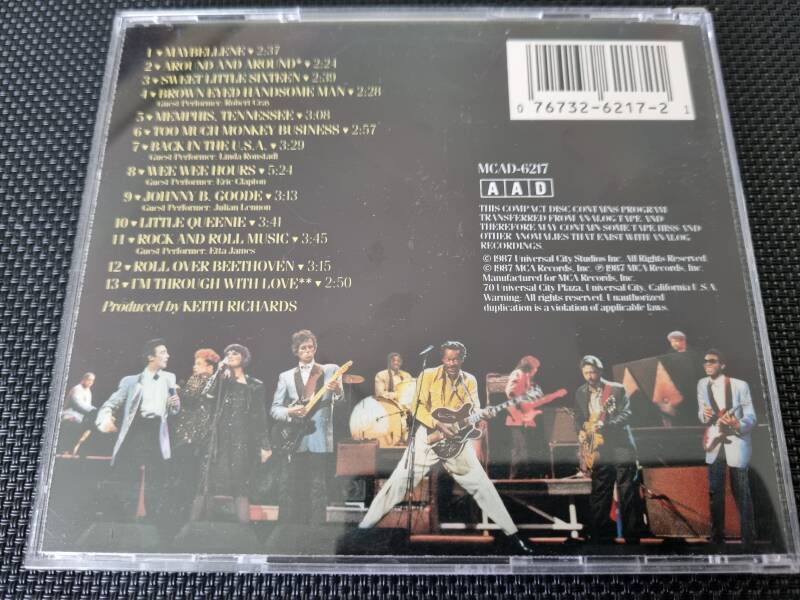 1 ♥ MAYBELLENE ♥ 2:37
2 ♥ AROUND AND AROUND* ♥ 2:24
3 ♥ SWEET LITTLE SIXTEEN ♥ 2:39
4 ♥ BROWN EYED HANDSOME MAN ♥ 2:28
Guest Performer: Robert Cray
5 ♥ MEMPHIS, TENNESSEE ♥ 3:08
6 ♥ TOO MUCH MONKEY BUSINESS ♥ 2:57
7 ♥ BACK IN THE U.S.A. ♥ 3:29
Guest Performer: Linda Ronstadt
8 ♥ WEE WEE HOURS ♥ 5:24
Guest Performer: Eric Clapton
9 ♥ JOHNNY B. GOODE ♥ 3:13
Guest Performer: Julian Lennon
10 ♥ LITTLE QUEENIE ♥ 3:41
11 ♥ ROCK AND ROLL MUSIC ♥ 3:45
Guest Performer: Etta James
12 ♥ ROLL OVER BEETHOVEN ♥ 3:15
13 ♥ I'M THROUGH WITH LOVE** ♥ 2:50
Produced by KEITH RICHARDS
0 76732-6217-2 1
MCAD-6217
A A D
THIS COMPACT DISC CONTAINS PROGRAM
TRANSFERRED FROM ANALOG TAPE AND
THEREFORE MAY CONTAIN SOME TAPE HISS AND
OTHER ANOMALIES THAT EXIST WITH ANALOG
RECORDINGS.
© 1987 Universal City Studios Inc. All Rights Reserved
© 1987 MCA Records, Inc. ℗ 1987 MCA Records, Inc.
Manufactured for MCA Records, Inc.
70 Universal City Plaza, Universal City, California U.S.A.
Warning: All rights reserved. Unauthorized
duplication is a violation of applicable laws.